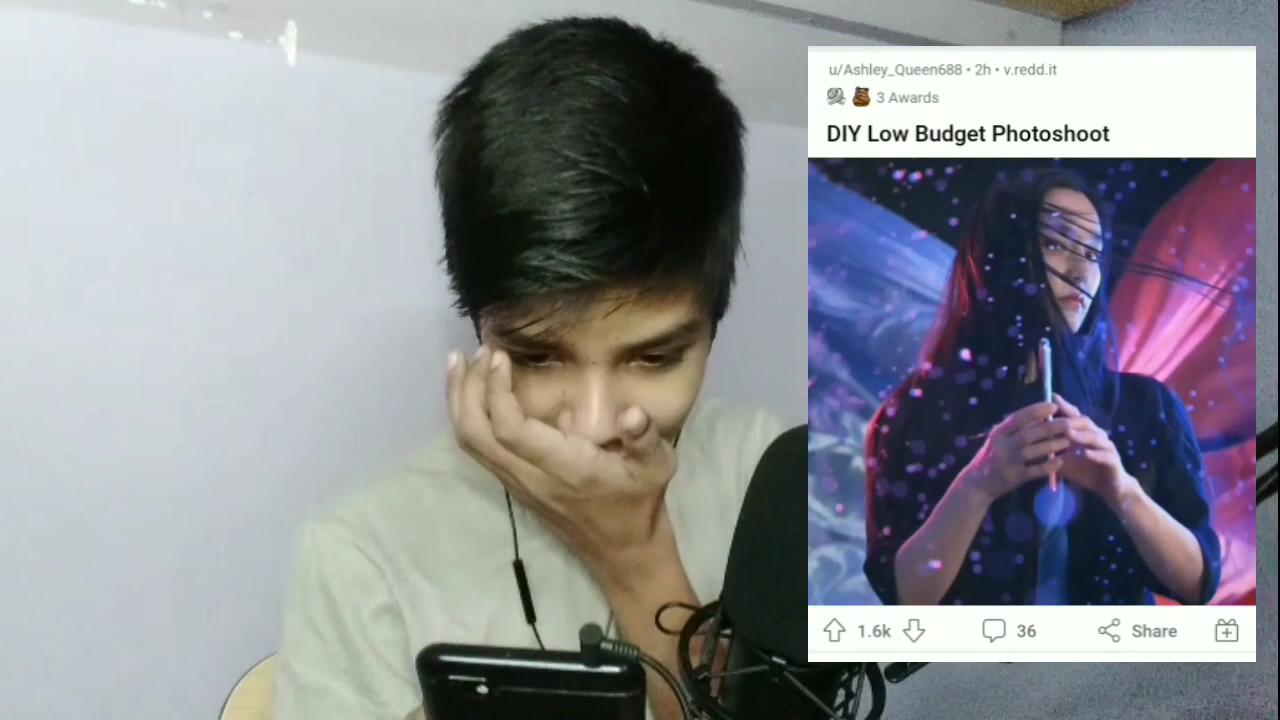 u/Ashley_Queen688 • 2h • v.redd.it
3 Awards
DIY Low Budget Photoshoot
1.6k
36
Share